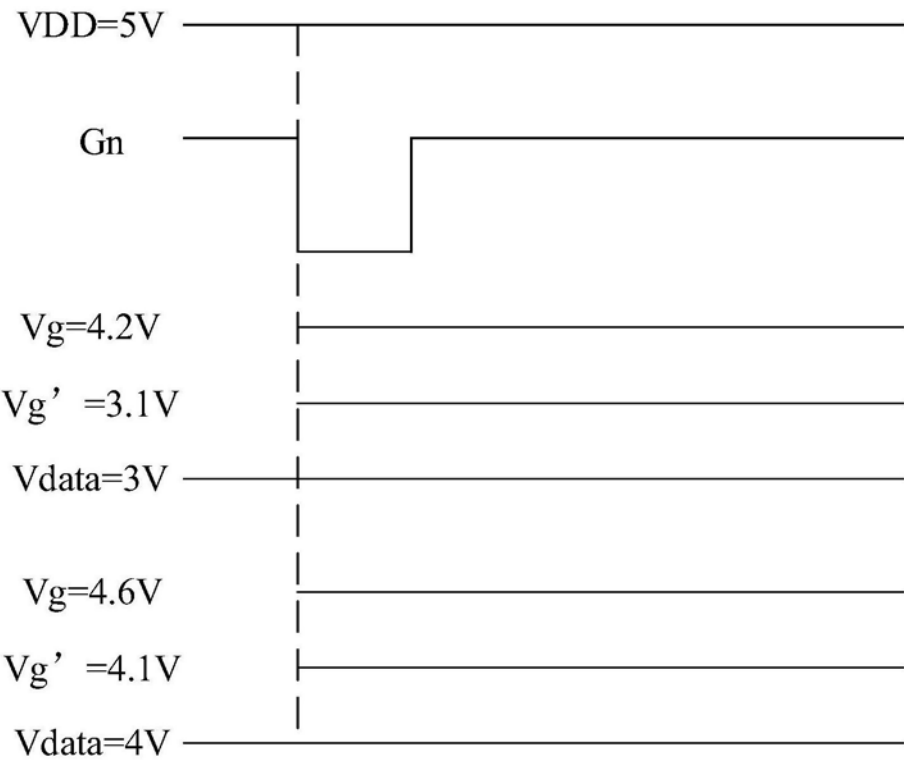 VDD=5V
Gn
Vg=4.2V
Vg’ =3.1V
Vdata=3V
Vg=4.6V
Vg’ =4.1V
Vdata=4V